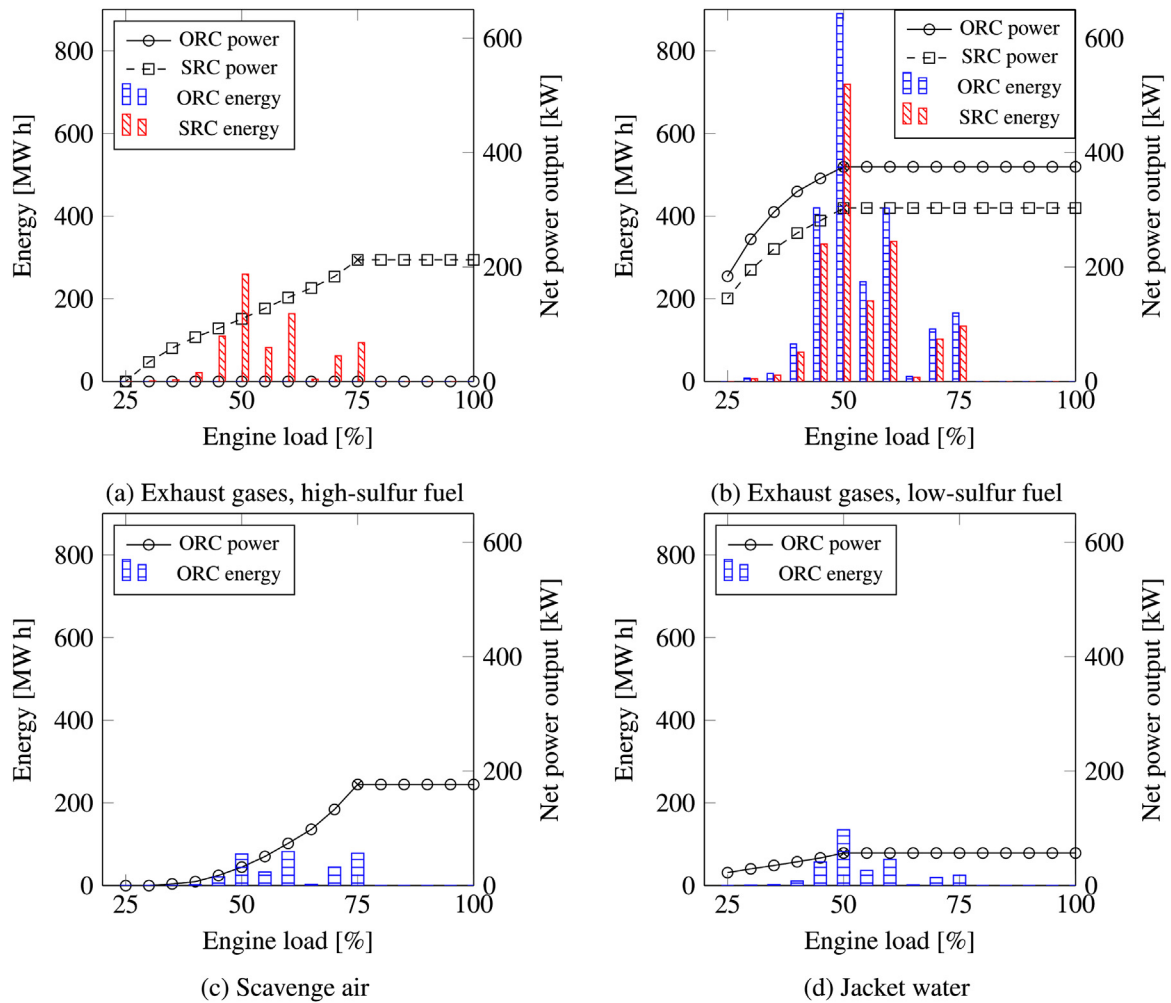 ORC power
SRC power
ORC energy
SRC energy
0
200
400
600
800
Energy [MW h]
0
200
400
600
Net power output [kW]
25
50
75
100
Engine load [%]
(a) Exhaust gases, high-sulfur fuel
ORC power
SRC power
ORC energy
SRC energy
0
200
400
600
800
Energy [MW h]
0
200
400
600
Net power output [kW]
25
50
75
100
Engine load [%]
(b) Exhaust gases, low-sulfur fuel
ORC power
ORC energy
0
200
400
600
800
Energy [MW h]
0
200
400
600
Net power output [kW]
25
50
75
100
Engine load [%]
(c) Scavenge air
ORC power
ORC energy
0
200
400
600
800
Energy [MW h]
0
200
400
600
Net power output [kW]
25
50
75
100
Engine load [%]
(d) Jacket water